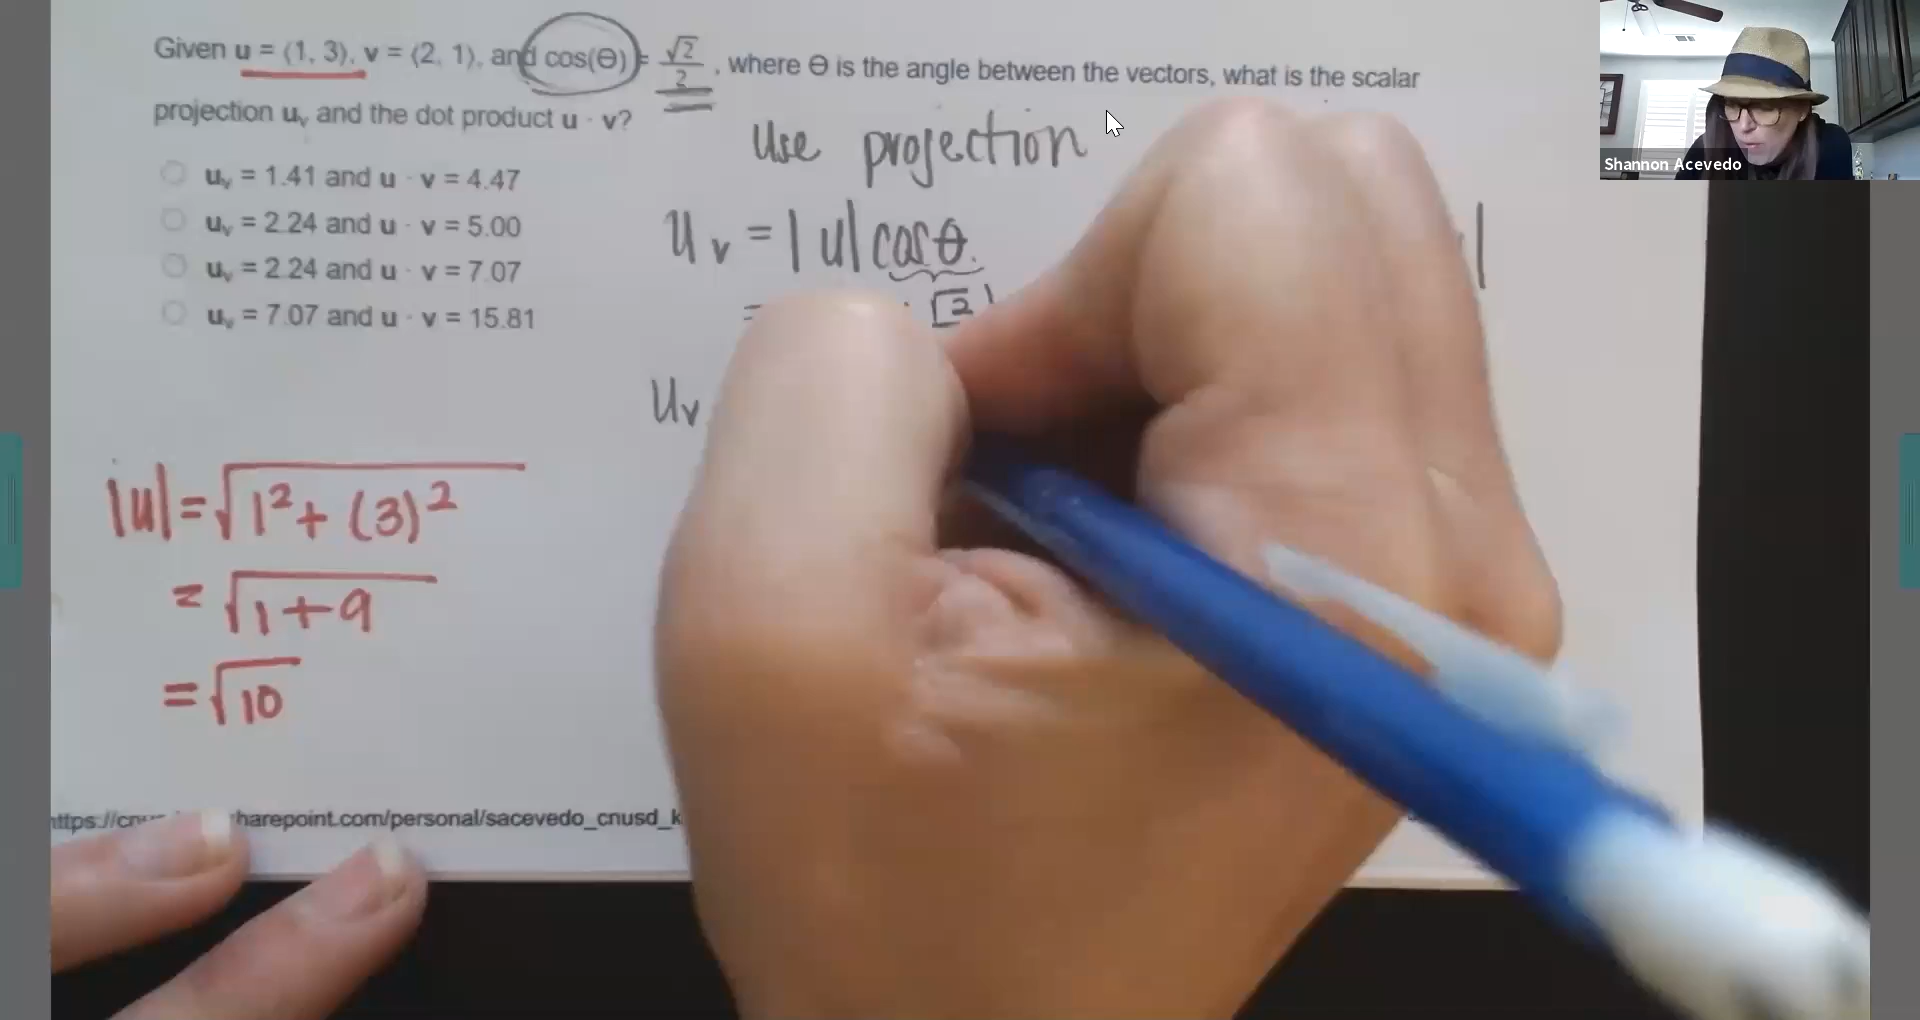 Given u = ⟨1, 3⟩, v = ⟨2, 1⟩, and cos(Θ) = √2/2, where Θ is the angle between the vectors, what is the scalar
projection uᵥ and the dot product u · v?
uᵥ = 1.41 and u · v = 4.47
uᵥ = 2.24 and u · v = 5.00
uᵥ = 2.24 and u · v = 7.07
uᵥ = 7.07 and u · v = 15.81
Use projection
uᵥ = |u| cosθ
= · √2
uᵥ
|u| = √1² + (3)²
= √1+9
= √10
harepoint.com/personal/sacevedo_cnusd_k
Shannon Acevedo